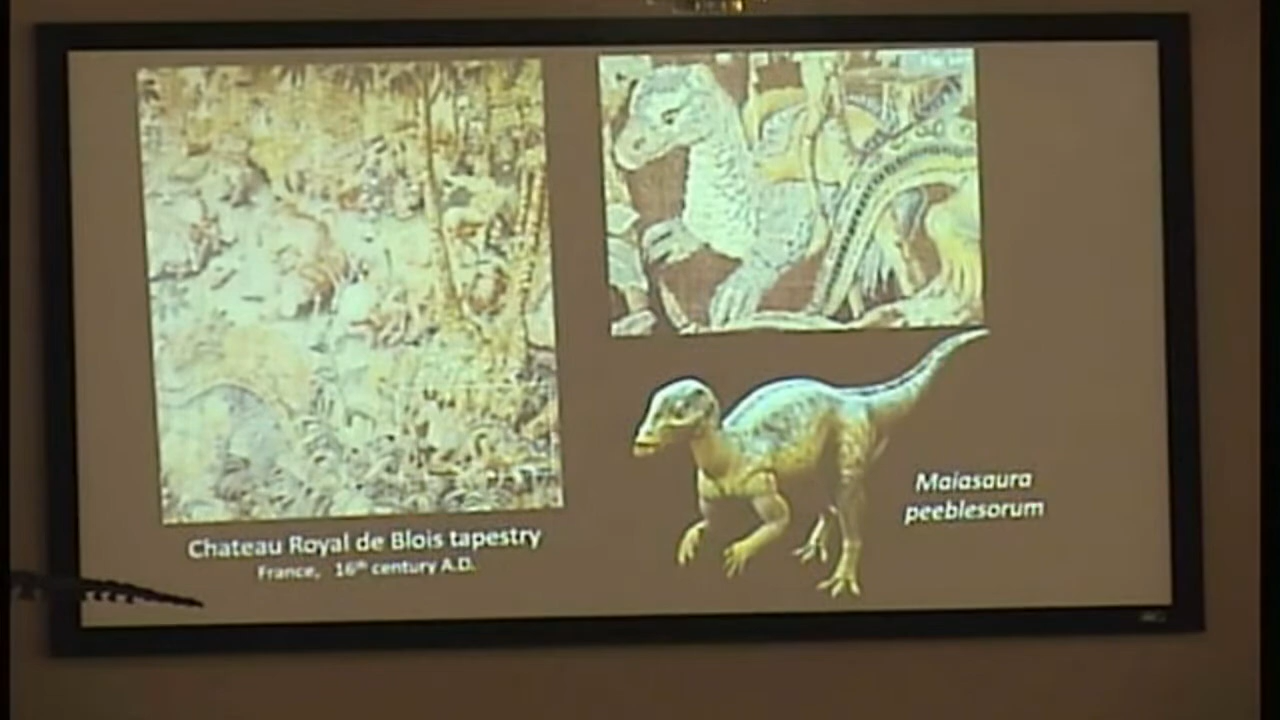 Chateau Royal de Blois tapestry
France, 16th century A.D.
Maiasaura
peeblesorum